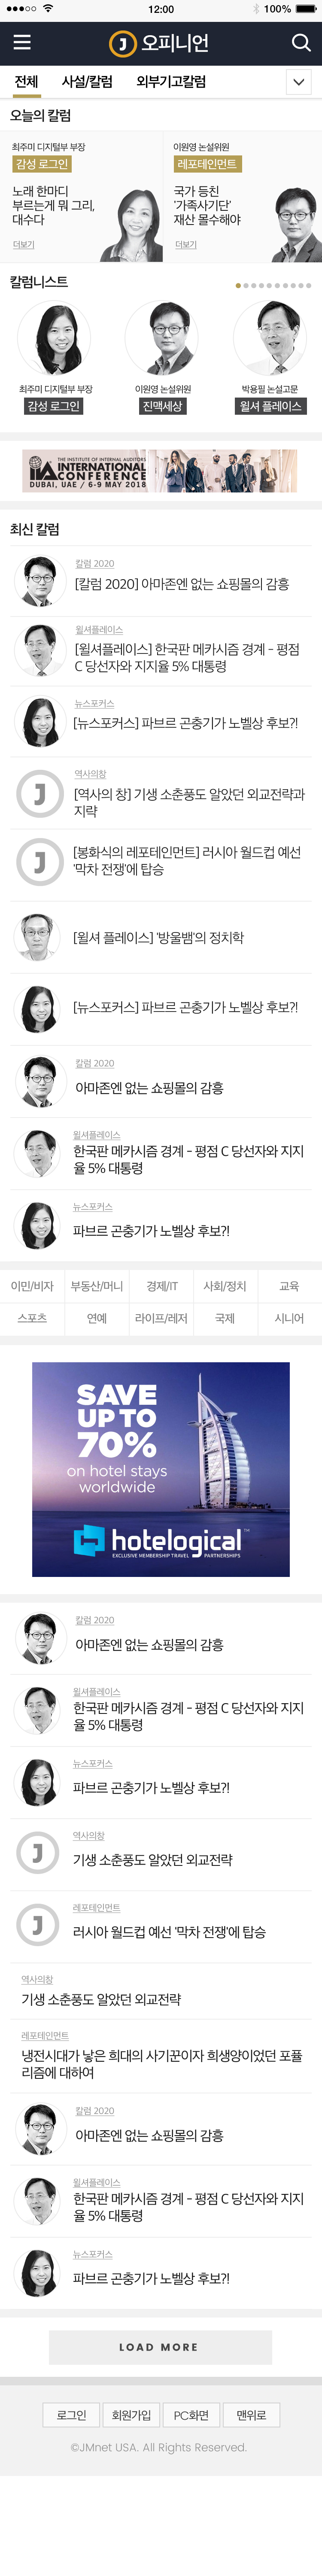 12:00
100%
J 오피니언
전체 사설/칼럼 외부기고칼럼
오늘의 칼럼
최주미 디지털부 부장
감성 로그인
노래 한마디
부르는게 뭐 그리,
대수다
더보기
이원영 논설위원
레포테인먼트
국가 등친
'가족사기단'
재산 몰수해야
더보기
칼럼니스트
최주미 디지털부 부장
감성 로그인
이원영 논설위원
진맥세상
박용필 논설고문
윌셔 플레이스
THE INSTITUTE OF INTERNAL AUDITORS
IIA INTERNATIONAL
CONFERENCE
DUBAI, UAE / 6-9 MAY 2018
최신 칼럼
칼럼 2020
[칼럼 2020] 아마존엔 없는 쇼핑몰의 감흥
윌셔플레이스
[윌셔플레이스] 한국판 메카시즘 경계 - 평점
C 당선자와 지지율 5% 대통령
뉴스포커스
[뉴스포커스] 파브르 곤충기가 노벨상 후보?!
역사의창
[역사의 창] 기생 소춘풍도 알았던 외교전략과
지략
[봉화식의 레포테인먼트] 러시아 월드컵 예선
'막차 전쟁'에 탑승
[윌셔 플레이스] '방울뱀'의 정치학
[뉴스포커스] 파브르 곤충기가 노벨상 후보?!
칼럼 2020
아마존엔 없는 쇼핑몰의 감흥
윌셔플레이스
한국판 메카시즘 경계 - 평점 C 당선자와 지지
율 5% 대통령
뉴스포커스
파브르 곤충기가 노벨상 후보?!
이민/비자 부동산/머니 경제/IT 사회/정치 교육
스포츠 연예 라이프/레저 국제 시니어
SAVE
UP TO
70%
on hotel stays
worldwide
hotelogical
EXCLUSIVE MEMBERSHIP TRAVEL PARTNERSHIPS
칼럼 2020
아마존엔 없는 쇼핑몰의 감흥
윌셔플레이스
한국판 메카시즘 경계 - 평점 C 당선자와 지지
율 5% 대통령
뉴스포커스
파브르 곤충기가 노벨상 후보?!
역사의창
J 기생 소춘풍도 알았던 외교전략
레포테인먼트
J 러시아 월드컵 예선 '막차 전쟁'에 탑승
역사의창
기생 소춘풍도 알았던 외교전략
레포테인먼트
냉전시대가 낳은 희대의 사기꾼이자 희생양이었던 포퓰
리즘에 대하여
칼럼 2020
아마존엔 없는 쇼핑몰의 감흥
윌셔플레이스
한국판 메카시즘 경계 - 평점 C 당선자와 지지
율 5% 대통령
뉴스포커스
파브르 곤충기가 노벨상 후보?!
LOAD MORE
로그인 회원가입 PC화면 맨위로
©JMnet USA. All Rights Reserved.